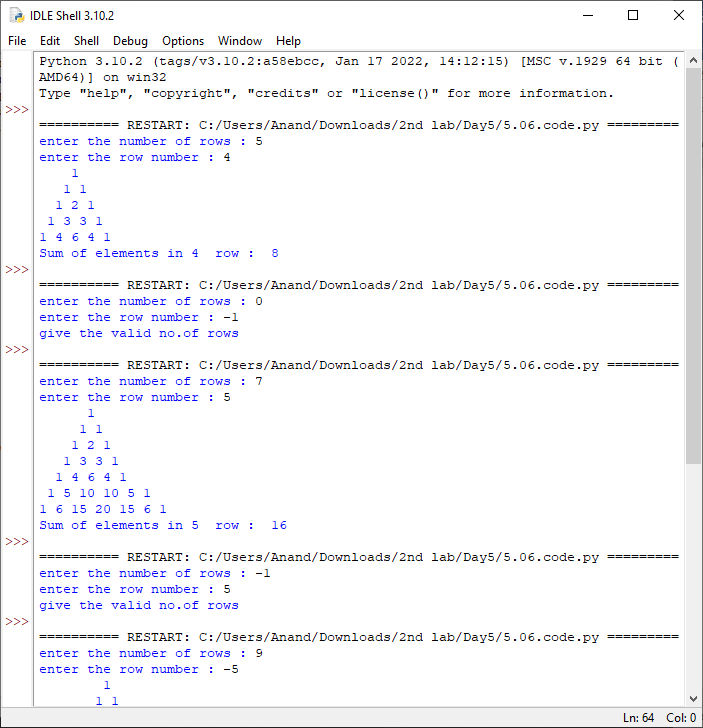 IDLE Shell 3.10.2
File Edit Shell Debug Options Window Help
Python 3.10.2 (tags/v3.10.2:a58ebcc, Jan 17 2022, 14:12:15) [MSC v.1929 64 bit (
AMD64)] on win32
Type "help", "copyright", "credits" or "license()" for more information.
>>>
========== RESTART: C:/Users/Anand/Downloads/2nd lab/Day5/5.06.code.py =========
enter the number of rows : 5
enter the row number : 4
    1
   1 1
  1 2 1
 1 3 3 1
1 4 6 4 1
Sum of elements in 4  row :  8
>>>
========== RESTART: C:/Users/Anand/Downloads/2nd lab/Day5/5.06.code.py =========
enter the number of rows : 0
enter the row number : -1
give the valid no.of rows
>>>
========== RESTART: C:/Users/Anand/Downloads/2nd lab/Day5/5.06.code.py =========
enter the number of rows : 7
enter the row number : 5
      1
     1 1
    1 2 1
   1 3 3 1
  1 4 6 4 1
 1 5 10 10 5 1
1 6 15 20 15 6 1
Sum of elements in 5  row :  16
>>>
========== RESTART: C:/Users/Anand/Downloads/2nd lab/Day5/5.06.code.py =========
enter the number of rows : -1
enter the row number : 5
give the valid no.of rows
>>>
========== RESTART: C:/Users/Anand/Downloads/2nd lab/Day5/5.06.code.py =========
enter the number of rows : 9
enter the row number : -5
        1
       1 1
Ln: 64 Col: 0